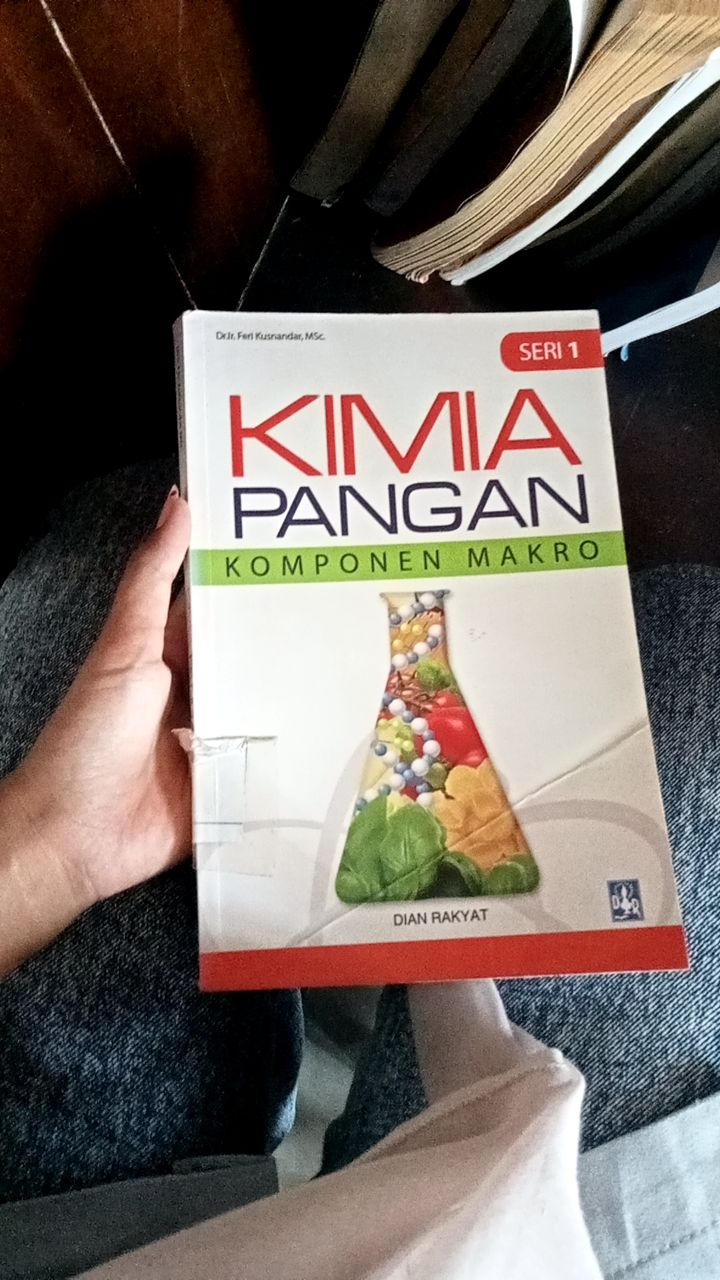 Dr.Ir. Feri Kusnandar, MSc.
SERI 1
KIMIA
PANGAN
KOMPONEN MAKRO
DIAN RAKYAT
D R